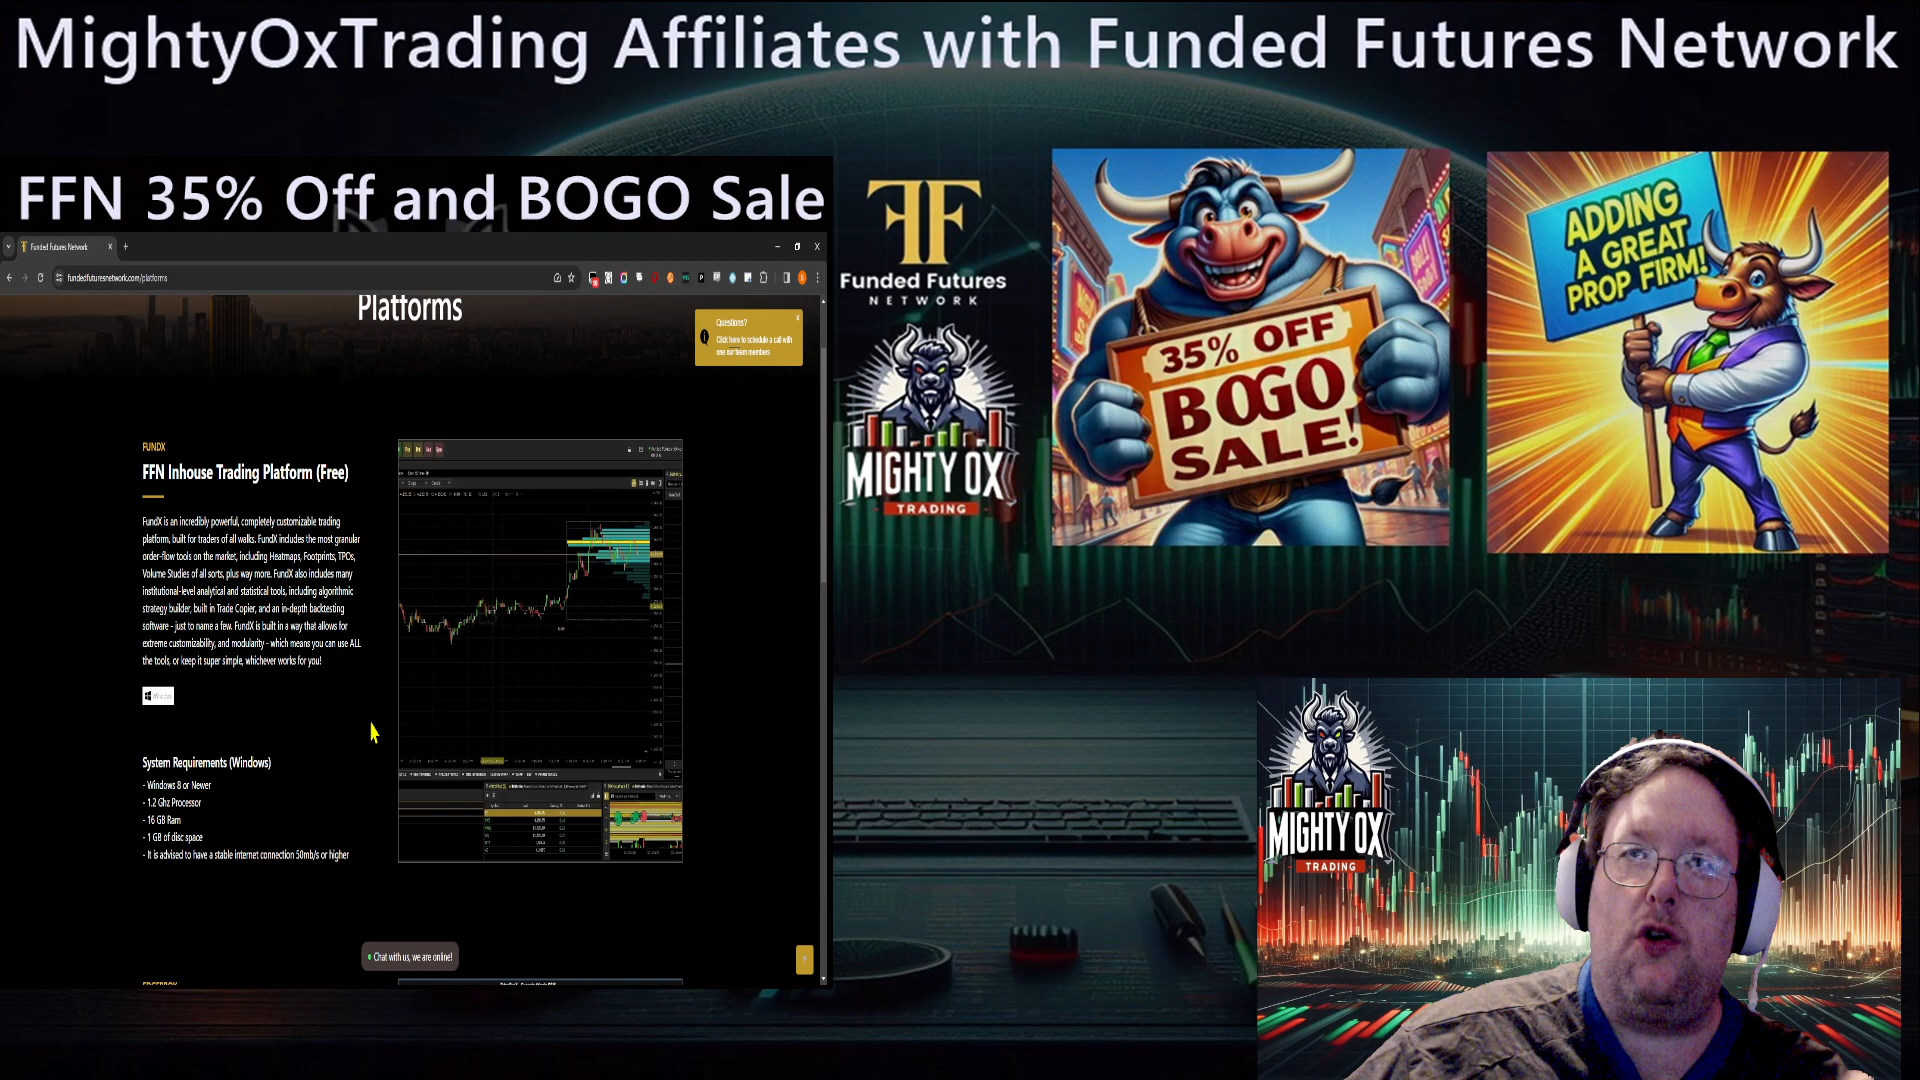 MightyOxTrading Affiliates with Funded Futures Network
FFN 35% Off and BOGO Sale
Funded Futures Network
fundedfuturesnetwork.com/platforms
Platforms
Questions?
Click here to schedule a call with
one our team members
FUNDX
FFN Inhouse Trading Platform (Free)
FundX is an incredibly powerful, completely customizable trading
platform, built for traders of all walks. FundX includes the most granular
order-flow tools on the market, including Heatmaps, Footprints, TPOs,
Volume Studies of all sorts, plus way more. FundX also includes many
institutional-level analytical and statistical tools, including algorithmic
strategy builder, built in Trade Copier, and an in-depth backtesting
software - just to name a few. FundX is built in a way that allows for
extreme customizability, and modularity - which means you can use ALL
the tools, or keep it super simple, whichever works for you!
System Requirements (Windows)
- Windows 8 or Newer
- 1.2 Ghz Processor
- 16 GB Ram
- 1 GB of disc space
- It is advised to have a stable internet connection 50mb/s or higher
Chat with us, we are online!
Funded Futures
NETWORK
MIGHTY OX
TRADING
35% OFF
BOGO
SALE!
ADDING
A GREAT
PROP FIRM!
MIGHTY OX
TRADING